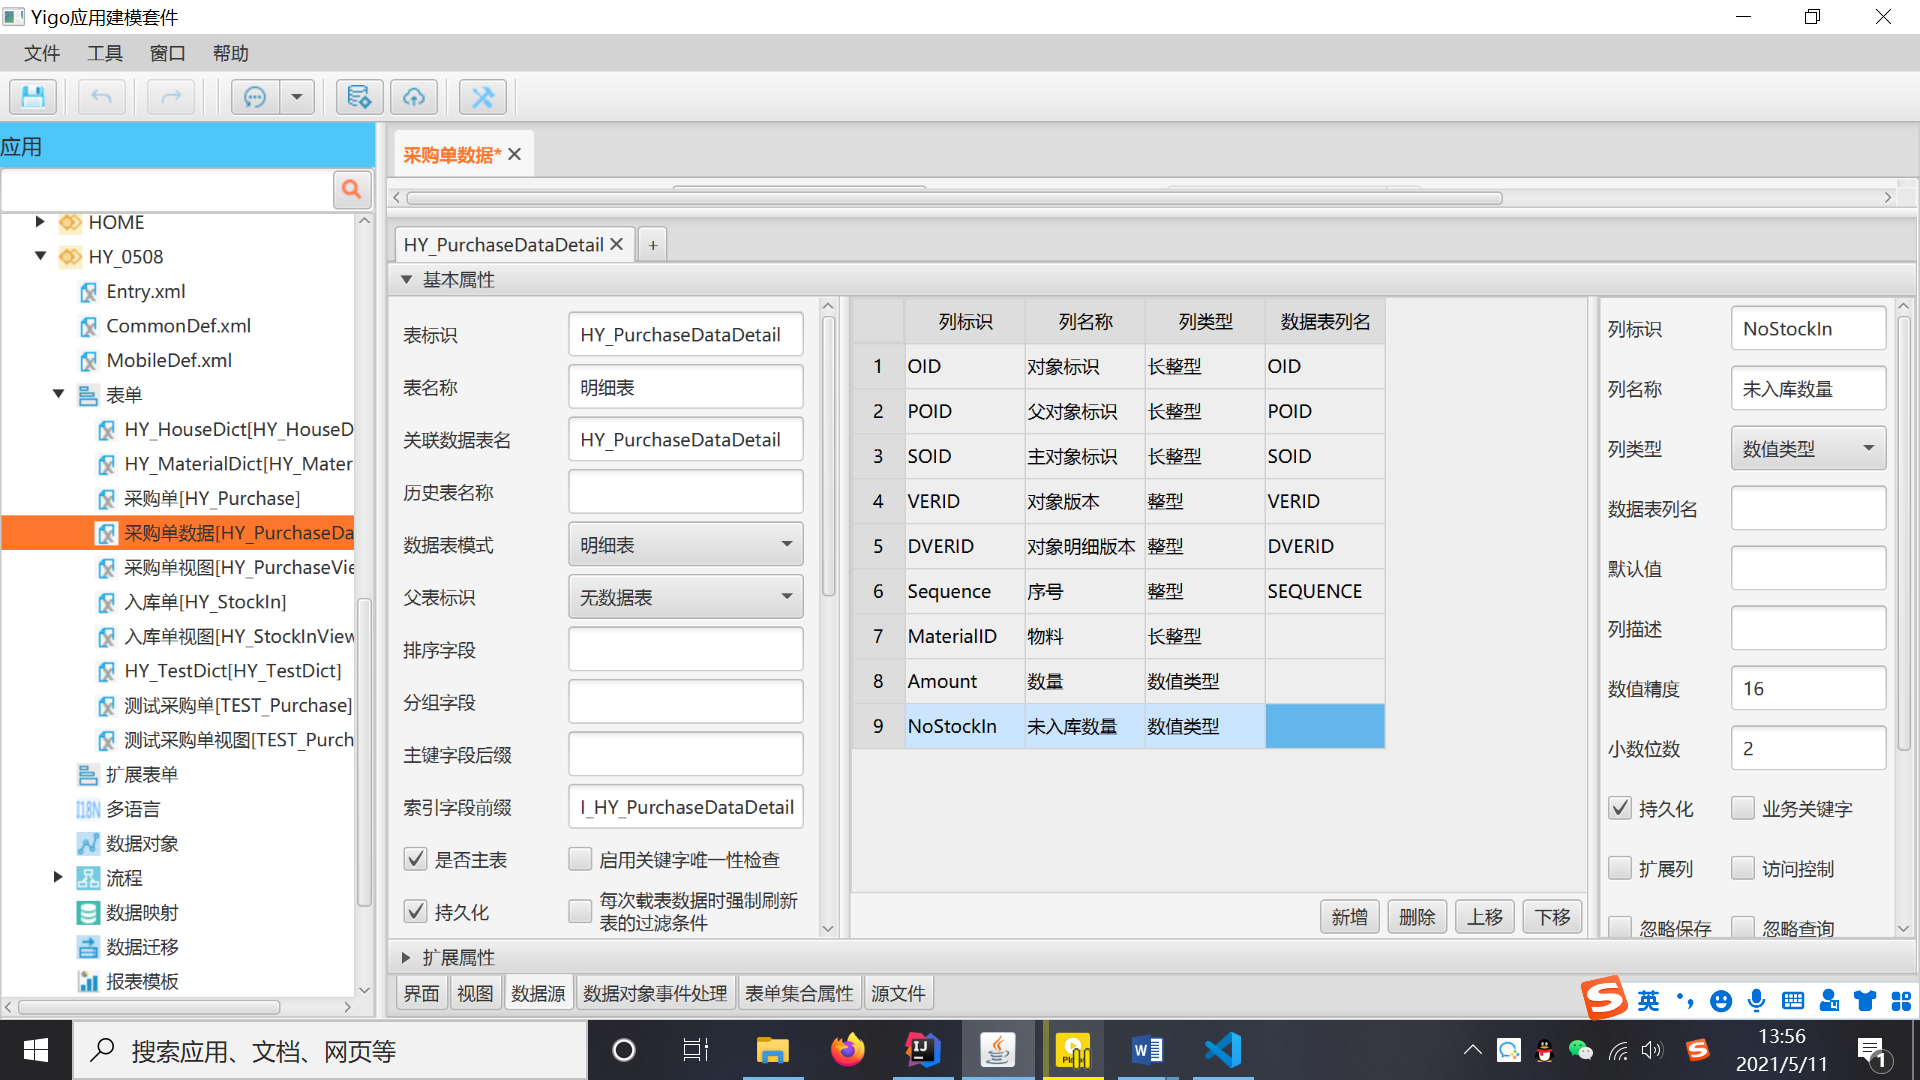 Yigo应用建模套件
文件 工具 窗口 帮助
应用
HOME
HY_0508
Entry.xml
CommonDef.xml
MobileDef.xml
表单
HY_HouseDict[HY_HouseD
HY_MaterialDict[HY_Mater
采购单[HY_Purchase]
采购单数据[HY_PurchaseDa
采购单视图[HY_PurchaseVie
入库单[HY_StockIn]
入库单视图[HY_StockInView
HY_TestDict[HY_TestDict]
测试采购单[TEST_Purchase]
测试采购单视图[TEST_Purch
扩展表单
I18N 多语言
数据对象
流程
数据映射
数据迁移
报表模板
采购单数据*
HY_PurchaseDataDetail +
基本属性
表标识 HY_PurchaseDataDetail
表名称 明细表
关联数据表名 HY_PurchaseDataDetail
历史表名称
数据表模式 明细表
父表标识 无数据表
排序字段
分组字段
主键字段后缀
索引字段前缀 I_HY_PurchaseDataDetail
是否主表 启用关键字唯一性检查
持久化 每次载表数据时强制刷新
表的过滤条件
列标识 列名称 列类型 数据表列名
1 OID 对象标识 长整型 OID
2 POID 父对象标识 长整型 POID
3 SOID 主对象标识 长整型 SOID
4 VERID 对象版本 整型 VERID
5 DVERID 对象明细版本 整型 DVERID
6 Sequence 序号 整型 SEQUENCE
7 MaterialID 物料 长整型
8 Amount 数量 数值类型
9 NoStockIn 未入库数量 数值类型
新增 删除 上移 下移
列标识 NoStockIn
列名称 未入库数量
列类型 数值类型
数据表列名
默认值
列描述
数值精度 16
小数位数 2
持久化 业务关键字
扩展列 访问控制
忽略保存 忽略查询
扩展属性
界面 视图 数据源 数据对象事件处理 表单集合属性 源文件
英
搜索应用、文档、网页等
13:56
2021/5/11
1